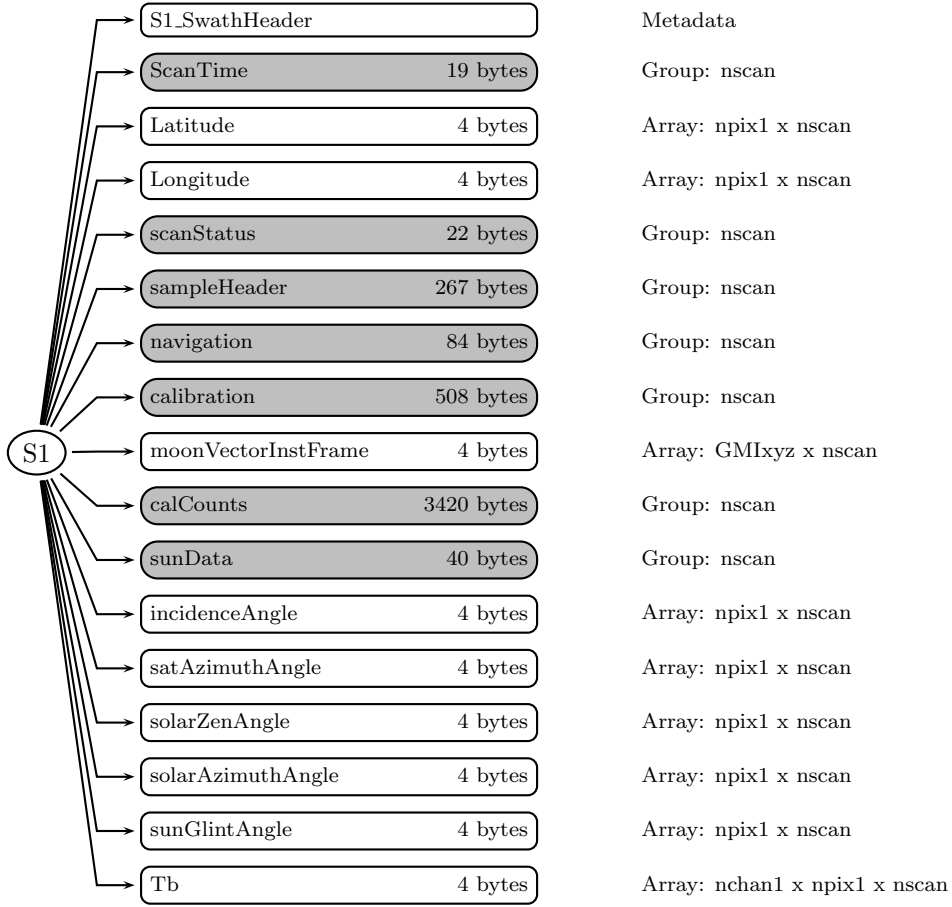 S1_SwathHeader Metadata
ScanTime 19 bytes Group: nscan
Latitude 4 bytes Array: npix1 x nscan
Longitude 4 bytes Array: npix1 x nscan
scanStatus 22 bytes Group: nscan
sampleHeader 267 bytes Group: nscan
navigation 84 bytes Group: nscan
calibration 508 bytes Group: nscan
S1 moonVectorInstFrame 4 bytes Array: GMIxyz x nscan
calCounts 3420 bytes Group: nscan
sunData 40 bytes Group: nscan
incidenceAngle 4 bytes Array: npix1 x nscan
satAzimuthAngle 4 bytes Array: npix1 x nscan
solarZenAngle 4 bytes Array: npix1 x nscan
solarAzimuthAngle 4 bytes Array: npix1 x nscan
sunGlintAngle 4 bytes Array: npix1 x nscan
Tb 4 bytes Array: nchan1 x npix1 x nscan